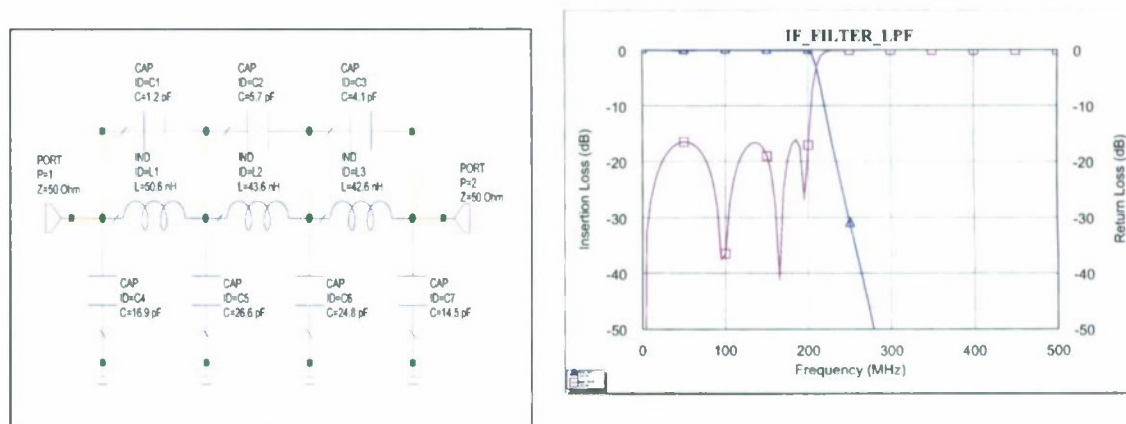 CAP
ID=C1
C=1.2 pF
CAP
ID=C2
C=5.7 pF
CAP
ID=C3
C=4.1 pF
PORT
P=1
Z=50 Ohm
IND
ID=L1
L=50.6 nH
IND
ID=L2
L=43.6 nH
IND
ID=L3
L=42.6 nH
PORT
P=2
Z=50 Ohm
CAP
ID=C4
C=16.9 pF
CAP
ID=C5
C=26.6 pF
CAP
ID=C6
C=24.8 pF
CAP
ID=C7
C=14.5 pF
IF_FILTER_LPF
Insertion Loss (dB)
0
-10
-20
-30
-40
-50
0
-10
-20
-30
-40
-50
Return Loss (dB)
0 100 200 300 400 500
Frequency (MHz)